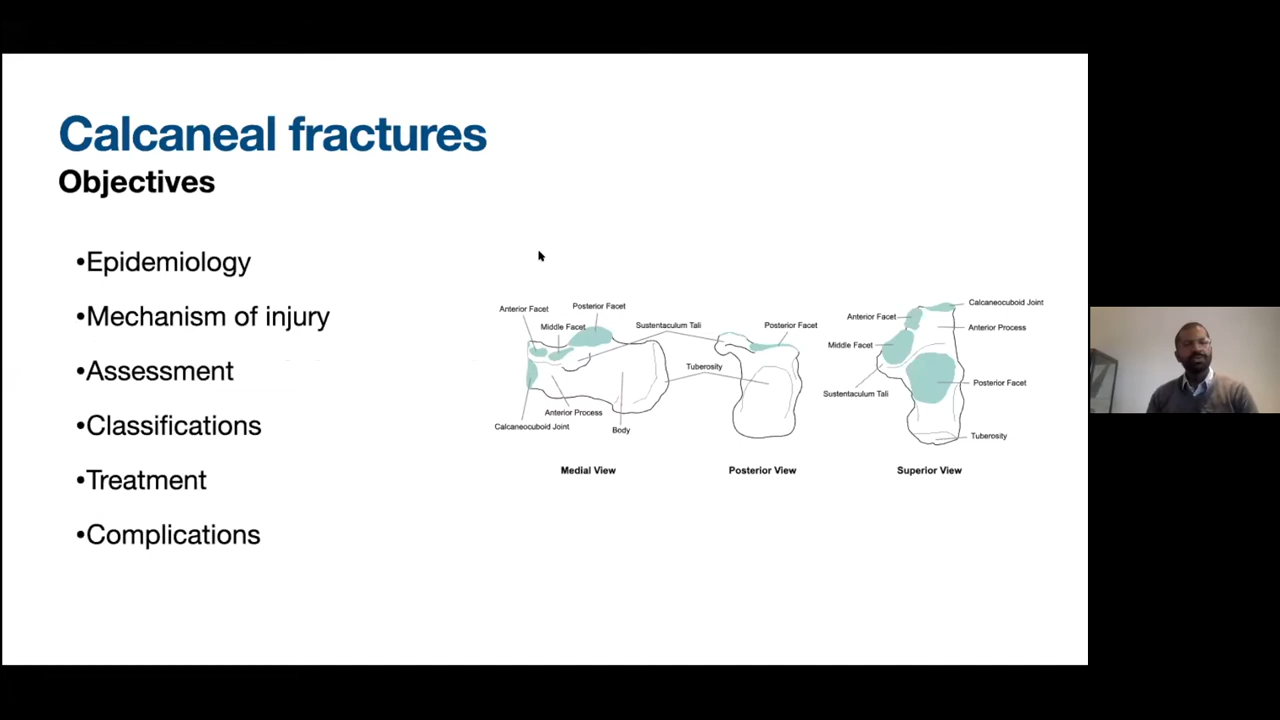 Calcaneal fractures
Objectives
•Epidemiology
•Mechanism of injury
•Assessment
•Classifications
•Treatment
•Complications
Anterior Facet
Posterior Facet
Middle Facet
Sustentaculum Tali
Tuberosity
Anterior Process
Calcaneocuboid Joint
Body
Medial View
Posterior Facet
Posterior View
Calcaneocuboid Joint
Anterior Facet
Anterior Process
Middle Facet
Posterior Facet
Sustentaculum Tali
Tuberosity
Superior View